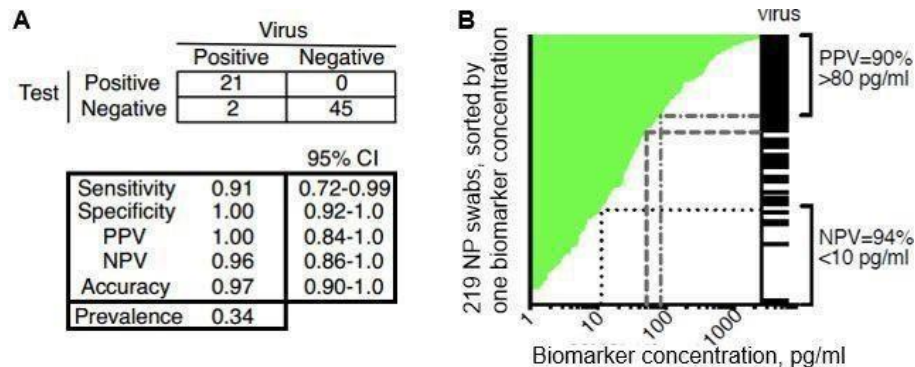 A
Virus
Positive Negative
Test Positive 21 0
Negative 2 45
95% CI
Sensitivity 0.91 0.72-0.99
Specificity 1.00 0.92-1.0
PPV 1.00 0.84-1.0
NPV 0.96 0.86-1.0
Accuracy 0.97 0.90-1.0
Prevalence 0.34
B
virus
219 NP swabs, sorted by
one biomarker concentration
PPV=90%
>80 pg/ml
NPV=94%
<10 pg/ml
1 10 100 1000
Biomarker concentration, pg/ml